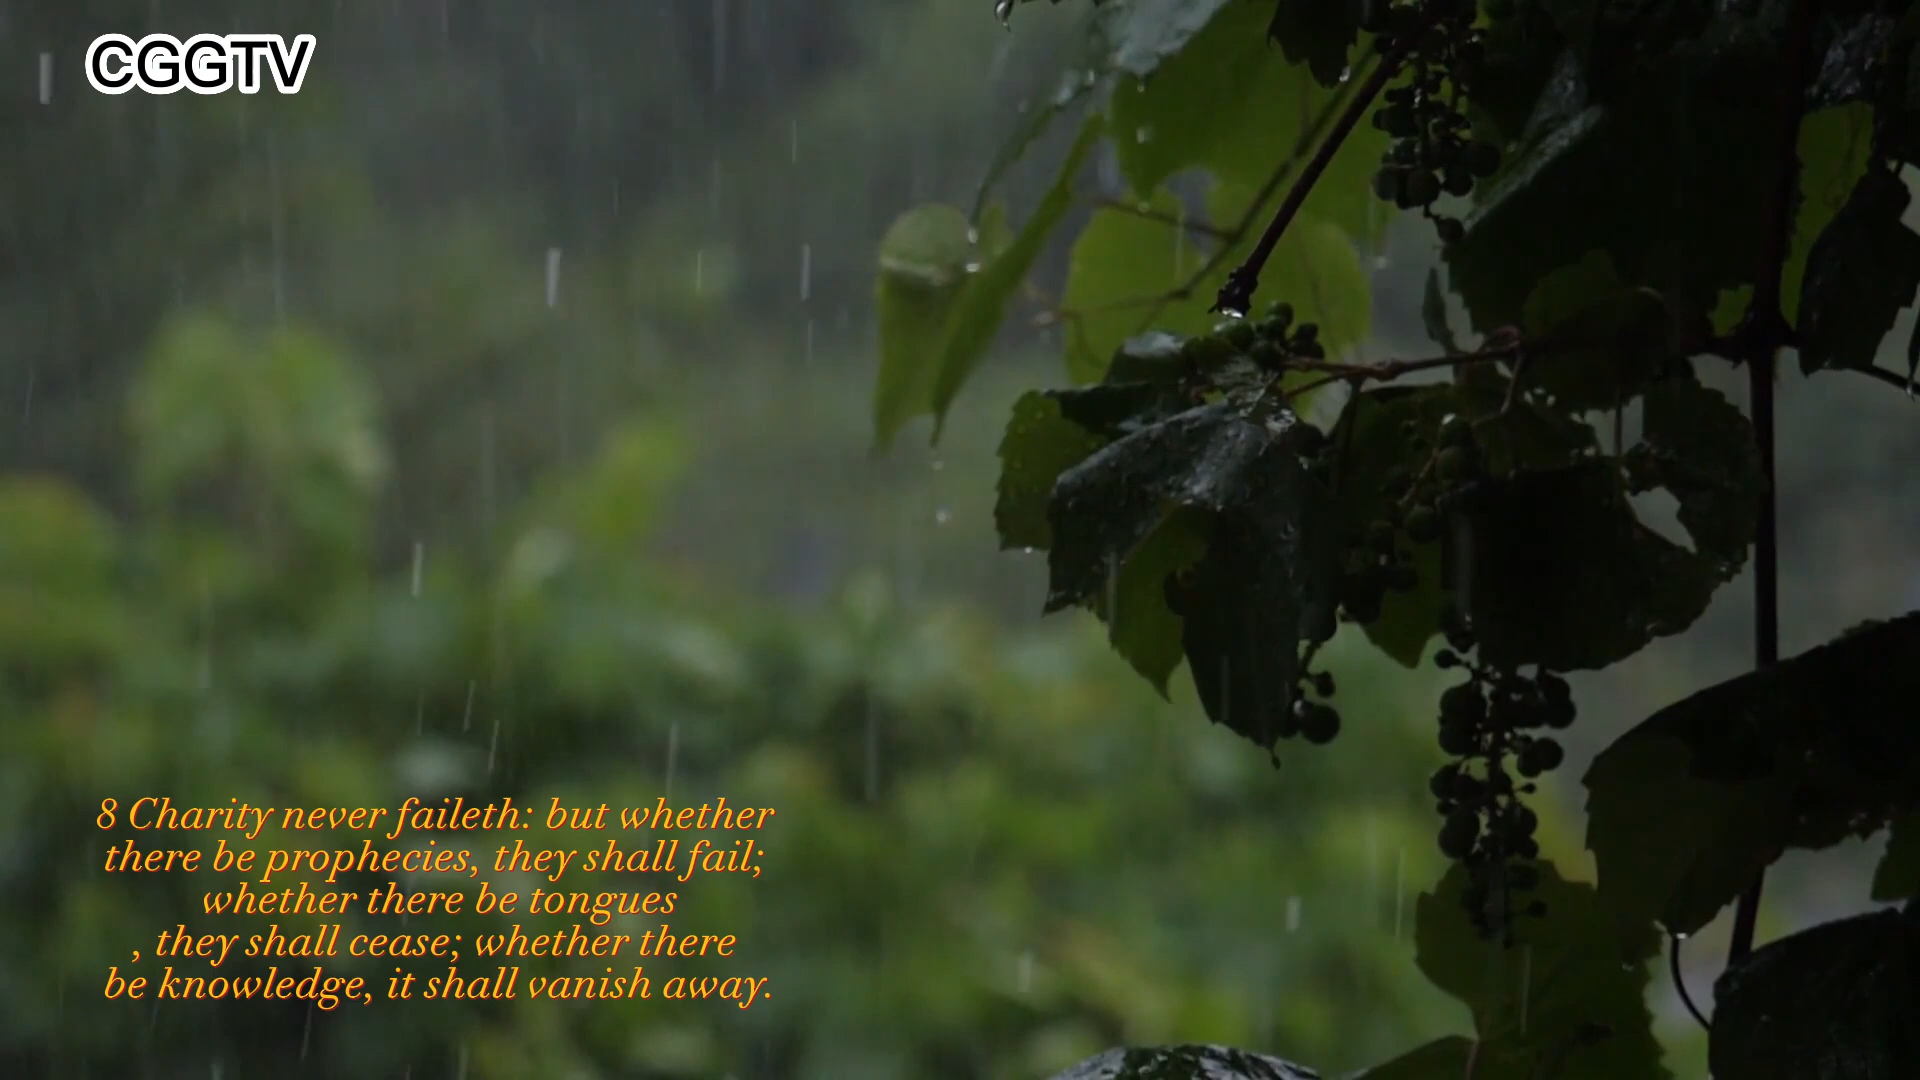 CGGTV
8 Charity never faileth: but whether
there be prophecies, they shall fail;
whether there be tongues
, they shall cease; whether there
be knowledge, it shall vanish away.